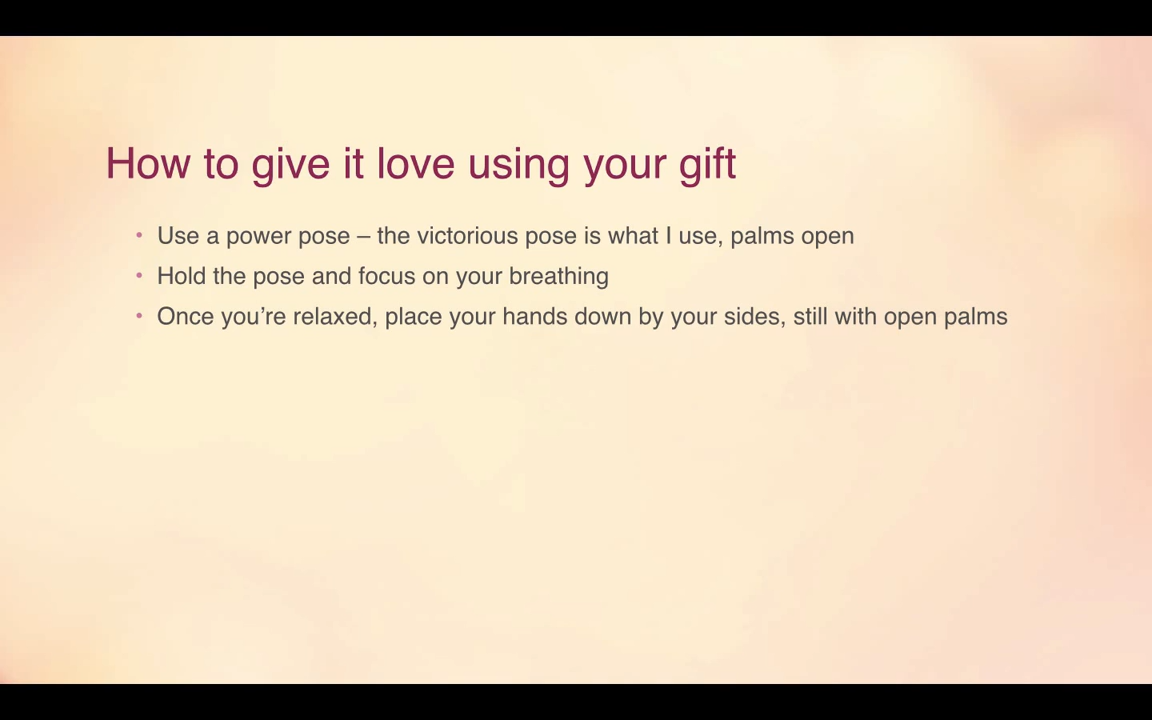 How to give it love using your gift
• Use a power pose – the victorious pose is what I use, palms open
• Hold the pose and focus on your breathing
• Once you’re relaxed, place your hands down by your sides, still with open palms